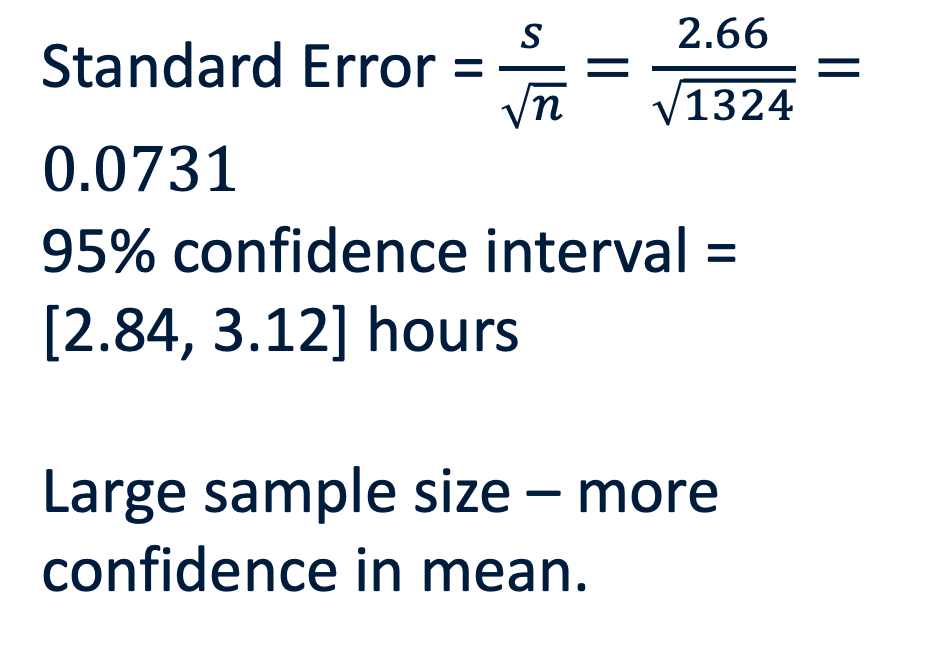 Standard Error = s/√n = 2.66/√1324 =
0.0731
95% confidence interval =
[2.84, 3.12] hours
Large sample size – more
confidence in mean.